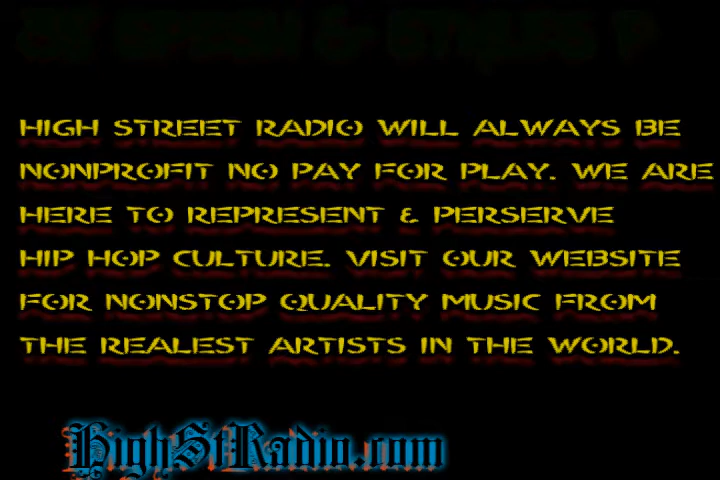 HIGH STREET RADIO WILL ALWAYS BE
NONPROFIT NO PAY FOR PLAY. WE ARE
HERE TO REPRESENT & PERSERVE
HIP HOP CULTURE. VISIT OUR WEBSITE
FOR NONSTOP QUALITY MUSIC FROM
THE REALEST ARTISTS IN THE WORLD.
HighStRadio.com